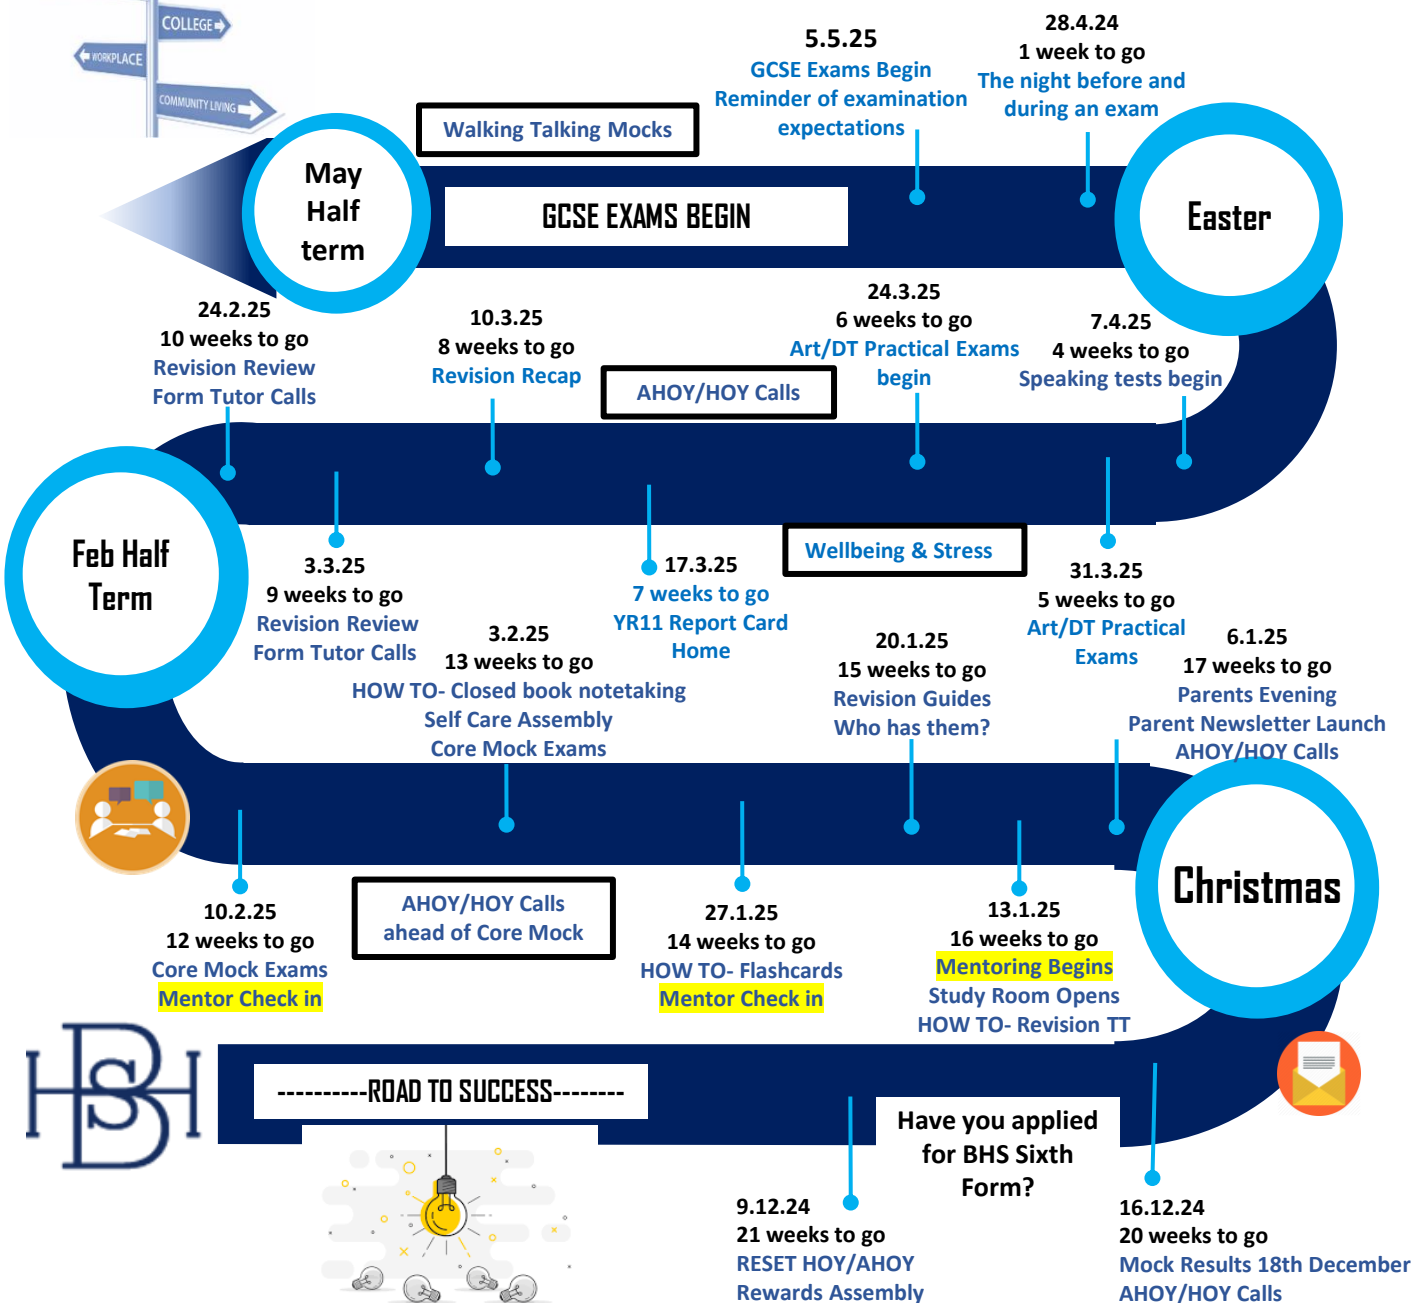 COLLEGE
WORKPLACE
COMMUNITY LIVING
5.5.25
GCSE Exams Begin
Reminder of examination
expectations
28.4.24
1 week to go
The night before and
during an exam
Walking Talking Mocks
May
Half
term
GCSE EXAMS BEGIN
Easter
24.2.25
10 weeks to go
Revision Review
Form Tutor Calls
10.3.25
8 weeks to go
Revision Recap
AHOY/HOY Calls
24.3.25
6 weeks to go
Art/DT Practical Exams
begin
7.4.25
4 weeks to go
Speaking tests begin
Feb Half
Term
3.3.25
9 weeks to go
Revision Review
Form Tutor Calls
17.3.25
7 weeks to go
YR11 Report Card
Home
Wellbeing & Stress
31.3.25
5 weeks to go
Art/DT Practical
Exams
3.2.25
13 weeks to go
HOW TO- Closed book notetaking
Self Care Assembly
Core Mock Exams
20.1.25
15 weeks to go
Revision Guides
Who has them?
6.1.25
17 weeks to go
Parents Evening
Parent Newsletter Launch
AHOY/HOY Calls
Christmas
10.2.25
12 weeks to go
Core Mock Exams
Mentor Check in
AHOY/HOY Calls
ahead of Core Mock
27.1.25
14 weeks to go
HOW TO- Flashcards
Mentor Check in
13.1.25
16 weeks to go
Mentoring Begins
Study Room Opens
HOW TO- Revision TT
BHS
----------ROAD TO SUCCESS--------
Have you applied
for BHS Sixth
Form?
9.12.24
21 weeks to go
RESET HOY/AHOY
Rewards Assembly
16.12.24
20 weeks to go
Mock Results 18th December
AHOY/HOY Calls